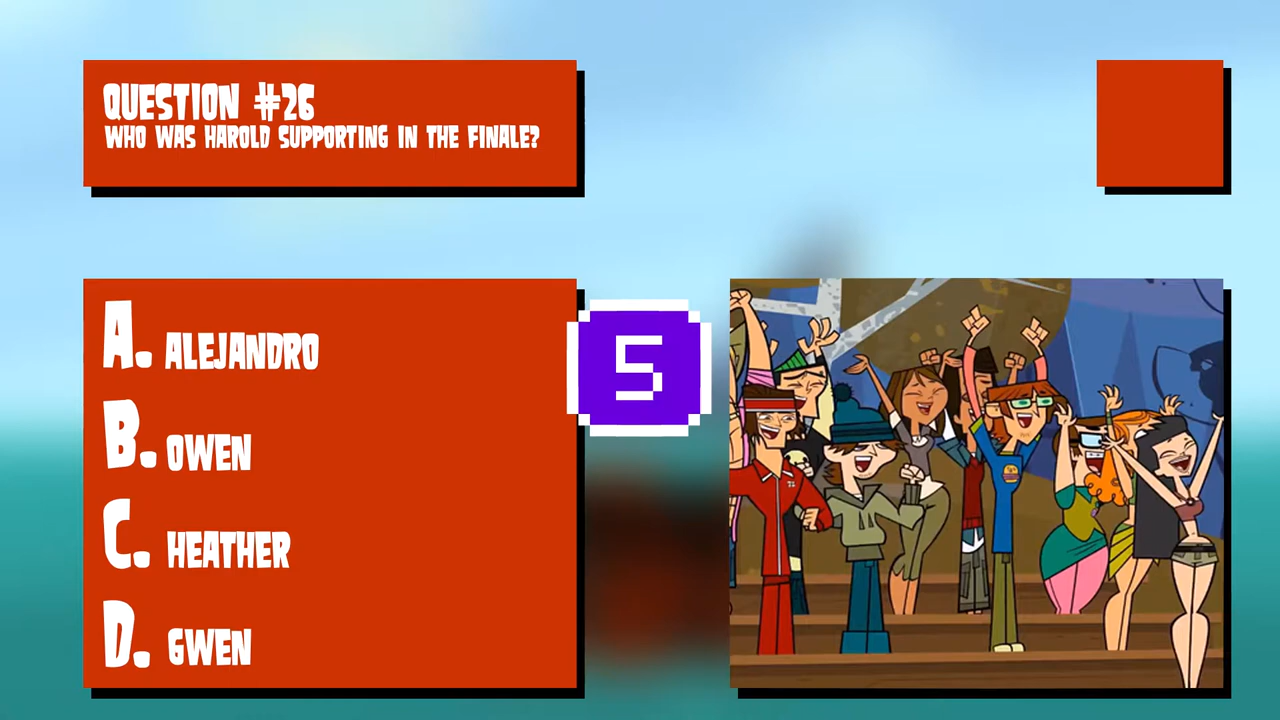 QUESTION #26
WHO WAS HAROLD SUPPORTING IN THE FINALE?
A. ALEJANDRO
5
B. OWEN
C. HEATHER
D. GWEN